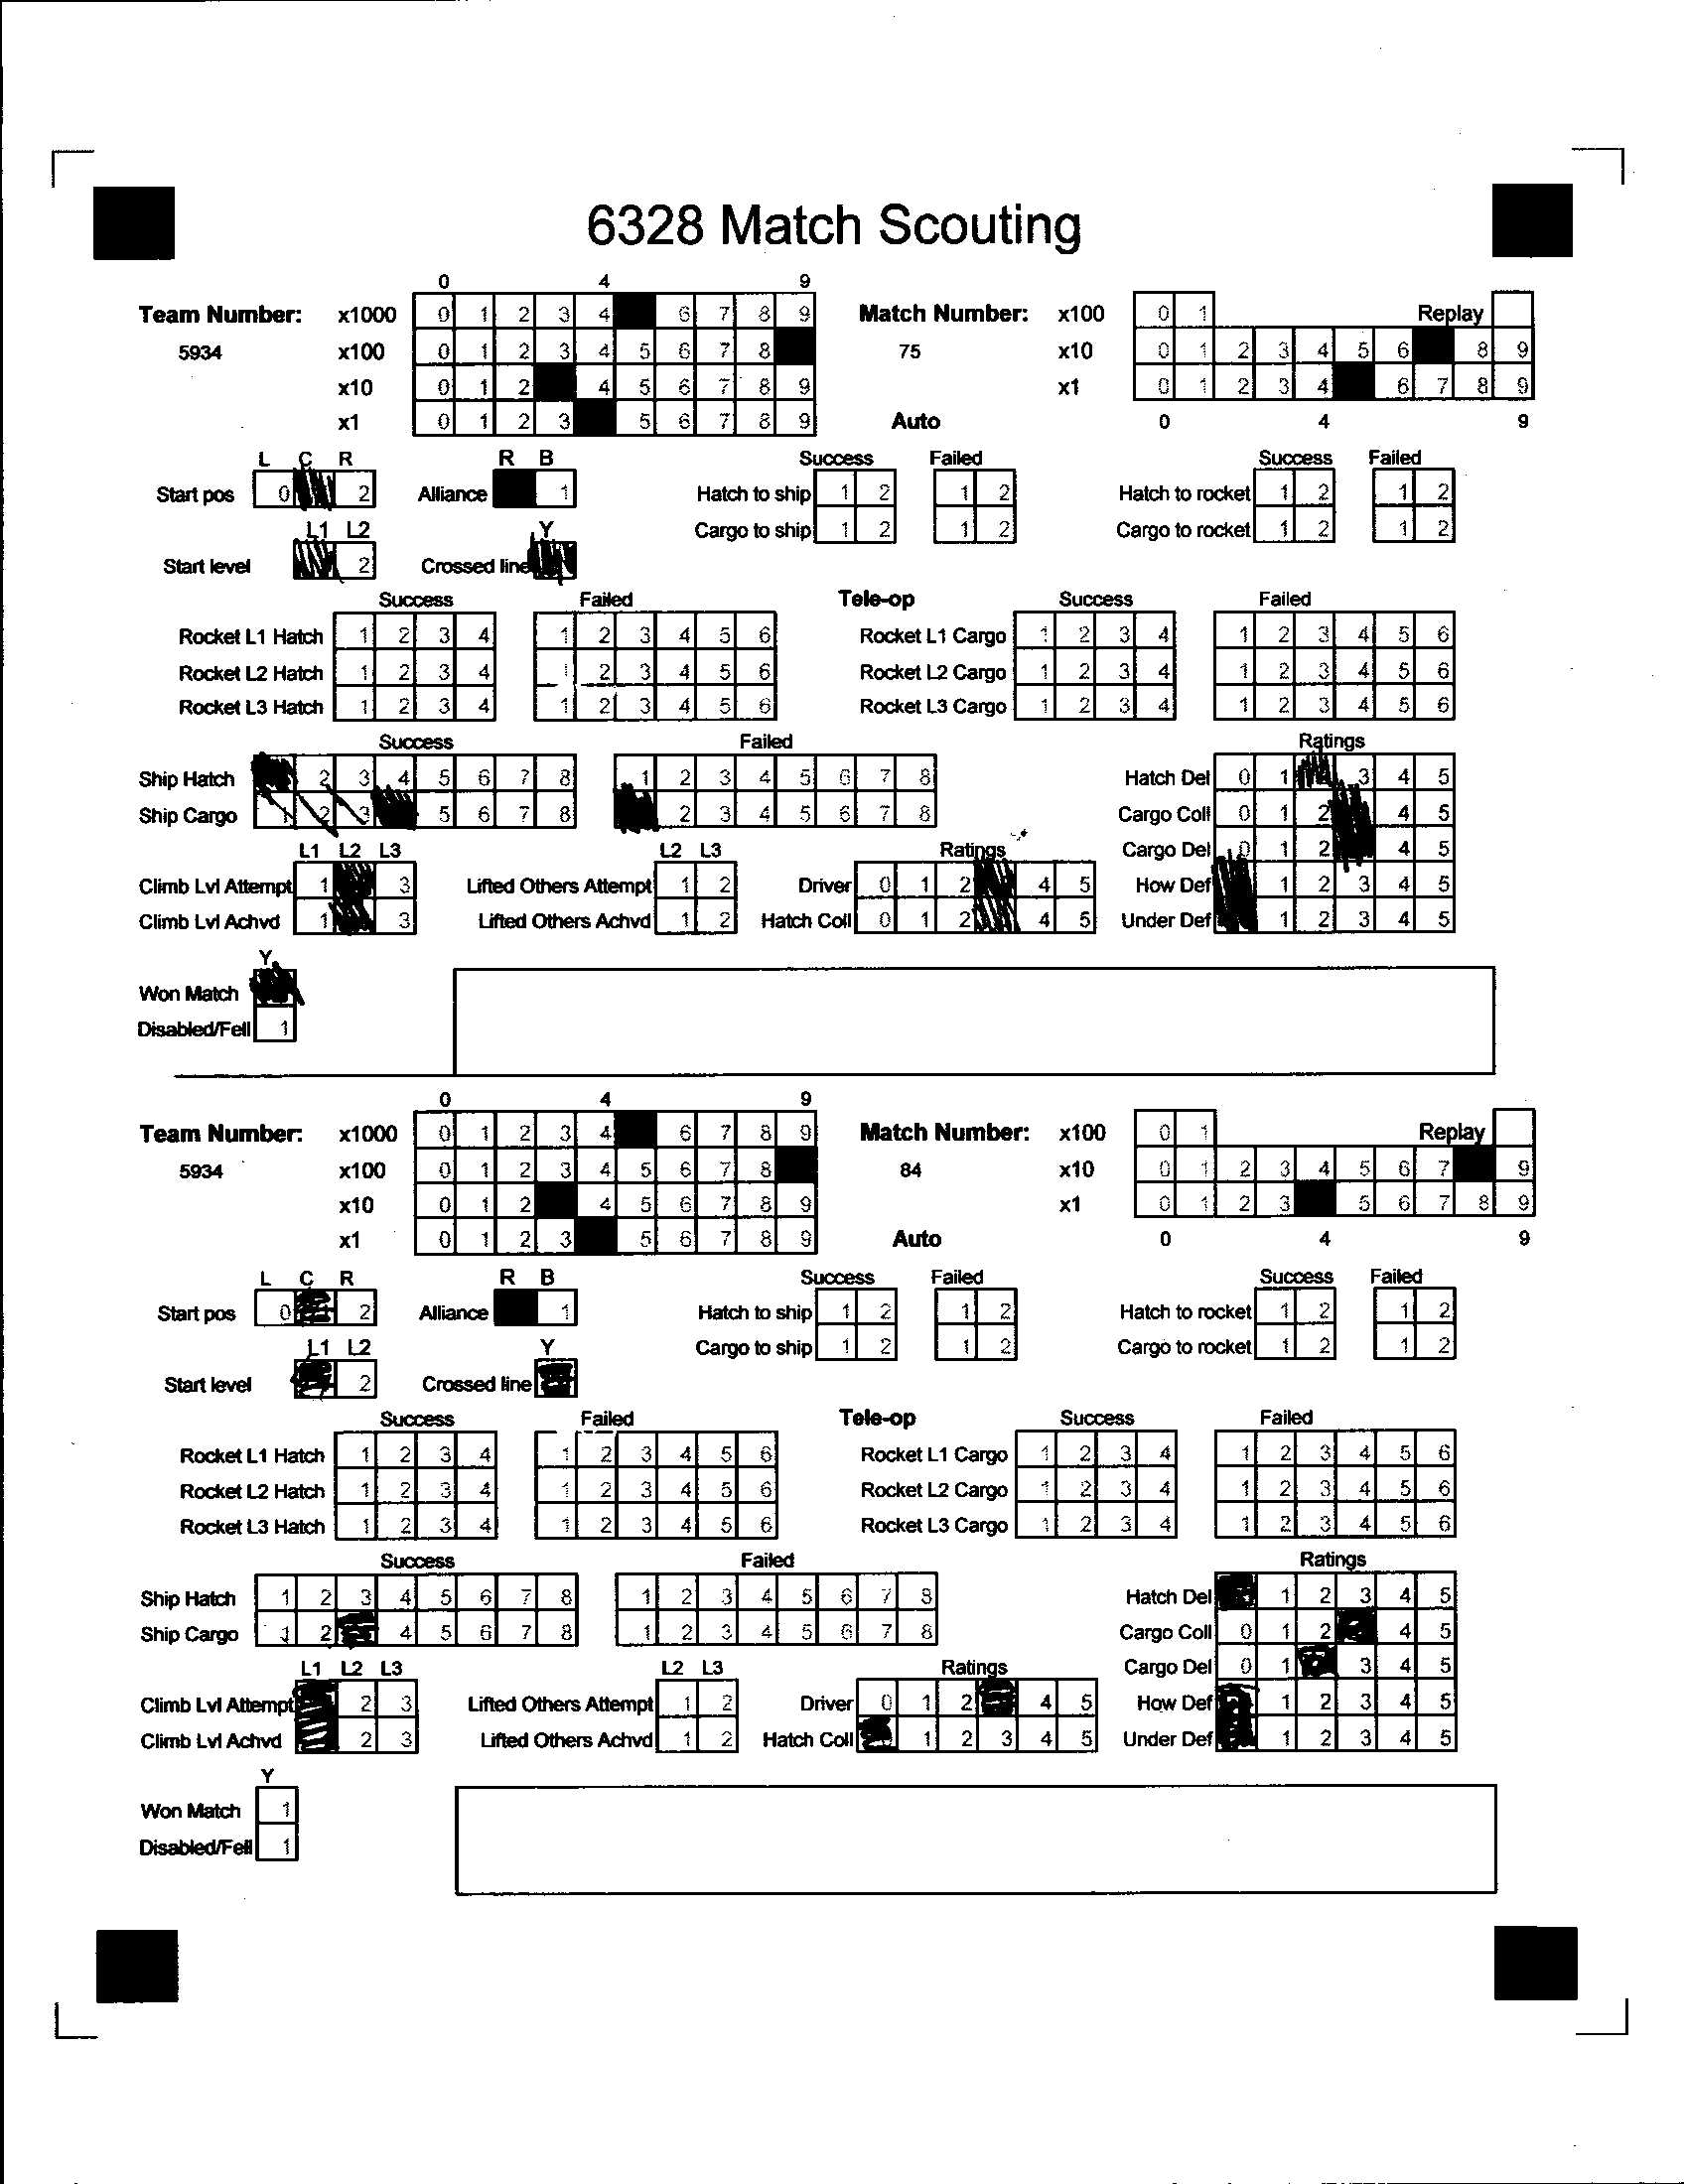 6328 Match Scouting
0 4 9
Team Number: x1000 0 1 2 3 4 6 7 8 9 Match Number: x100 0 1 Replay
5934 x100 0 1 2 3 4 5 6 7 8 75 x10 0 1 2 3 4 5 6 8 9
x10 0 1 2 4 5 6 7 8 9 x1 0 1 2 3 4 6 7 8 9
x1 0 1 2 3 5 6 7 8 9 Auto 0 4 9
L C R R B Success Failed Success Failed
Start pos 0 2 Alliance 1 Hatch to ship 1 2 1 2 Hatch to rocket 1 2 1 2
L1 L2 Y Cargo to ship 1 2 1 2 Cargo to rocket 1 2 1 2
Start level 2 Crossed line
Success Failed Tele-op Success Failed
Rocket L1 Hatch 1 2 3 4 1 2 3 4 5 6 Rocket L1 Cargo 1 2 3 4 1 2 3 4 5 6
Rocket L2 Hatch 1 2 3 4 1 2 3 4 5 6 Rocket L2 Cargo 1 2 3 4 1 2 3 4 5 6
Rocket L3 Hatch 1 2 3 4 1 2 3 4 5 6 Rocket L3 Cargo 1 2 3 4 1 2 3 4 5 6
Success Failed Ratings
Ship Hatch 2 3 4 5 6 7 8 1 2 3 4 5 6 7 8 Hatch Del 0 1 3 4 5
Ship Cargo 1 2 3 5 6 7 8 2 3 4 5 6 7 8 Cargo Coll 0 1 2 4 5
L1 L2 L3 L2 L3 Ratings Cargo Del 0 1 2 4 5
Climb Lvl Attempt 1 3 Lifted Others Attempt 1 2 Driver 0 1 2 4 5 How Def 1 2 3 4 5
Climb Lvl Achvd 1 3 Lifted Others Achvd 1 2 Hatch Coll 0 1 2 4 5 Under Def 1 2 3 4 5
Y
Won Match
Disabled/Fell 1
0 4 9
Team Number: x1000 0 1 2 3 4 6 7 8 9 Match Number: x100 0 1 Replay
5934 x100 0 1 2 3 4 5 6 7 8 84 x10 0 1 2 3 4 5 6 7 9
x10 0 1 2 4 5 6 7 8 9 x1 0 1 2 3 5 6 7 8 9
x1 0 1 2 3 5 6 7 8 9 Auto 0 4 9
L C R R B Success Failed Success Failed
Start pos 0 2 Alliance 1 Hatch to ship 1 2 1 2 Hatch to rocket 1 2 1 2
L1 L2 Y Cargo to ship 1 2 1 2 Cargo to rocket 1 2 1 2
Start level 2 Crossed line
Success Failed Tele-op Success Failed
Rocket L1 Hatch 1 2 3 4 1 2 3 4 5 6 Rocket L1 Cargo 1 2 3 4 1 2 3 4 5 6
Rocket L2 Hatch 1 2 3 4 1 2 3 4 5 6 Rocket L2 Cargo 1 2 3 4 1 2 3 4 5 6
Rocket L3 Hatch 1 2 3 4 1 2 3 4 5 6 Rocket L3 Cargo 1 2 3 4 1 2 3 4 5 6
Success Failed Ratings
Ship Hatch 1 2 3 4 5 6 7 8 1 2 3 4 5 6 7 8 Hatch Del 1 2 3 4 5
Ship Cargo 1 2 4 5 6 7 8 1 2 3 4 5 6 7 8 Cargo Coll 0 1 2 4 5
L1 L2 L3 L2 L3 Ratings Cargo Del 0 1 3 4 5
Climb Lvl Attempt 2 3 Lifted Others Attempt 1 2 Driver 0 1 2 4 5 How Def 1 2 3 4 5
Climb Lvl Achvd 2 3 Lifted Others Achvd 1 2 Hatch Coll 1 2 3 4 5 Under Def 1 2 3 4 5
Y
Won Match 1
Disabled/Fell 1